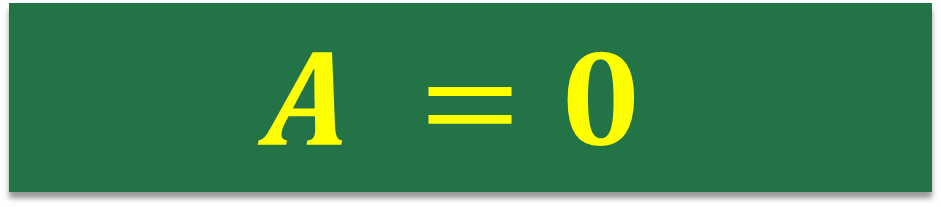 A = 0